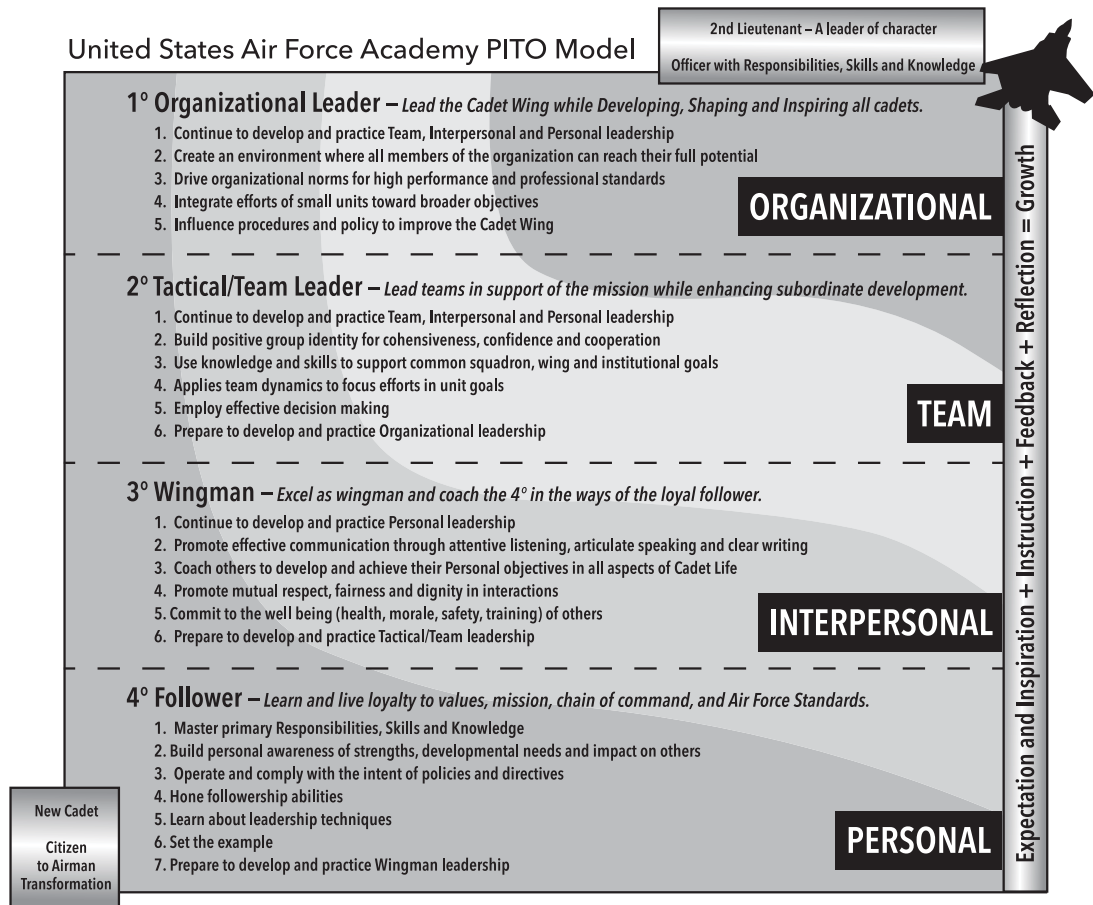 United States Air Force Academy PITO Model
2nd Lieutenant – A leader of character
Officer with Responsibilities, Skills and Knowledge
1º Organizational Leader – Lead the Cadet Wing while Developing, Shaping and Inspiring all cadets.
1. Continue to develop and practice Team, Interpersonal and Personal leadership
2. Create an environment where all members of the organization can reach their full potential
3. Drive organizational norms for high performance and professional standards
4. Integrate efforts of small units toward broader objectives
5. Influence procedures and policy to improve the Cadet Wing
ORGANIZATIONAL
2º Tactical/Team Leader – Lead teams in support of the mission while enhancing subordinate development.
1. Continue to develop and practice Team, Interpersonal and Personal leadership
2. Build positive group identity for cohensiveness, confidence and cooperation
3. Use knowledge and skills to support common squadron, wing and institutional goals
4. Applies team dynamics to focus efforts in unit goals
5. Employ effective decision making
6. Prepare to develop and practice Organizational leadership
TEAM
3º Wingman – Excel as wingman and coach the 4º in the ways of the loyal follower.
1. Continue to develop and practice Personal leadership
2. Promote effective communication through attentive listening, articulate speaking and clear writing
3. Coach others to develop and achieve their Personal objectives in all aspects of Cadet Life
4. Promote mutual respect, fairness and dignity in interactions
5. Commit to the well being (health, morale, safety, training) of others
6. Prepare to develop and practice Tactical/Team leadership
INTERPERSONAL
4º Follower – Learn and live loyalty to values, mission, chain of command, and Air Force Standards.
1. Master primary Responsibilities, Skills and Knowledge
2. Build personal awareness of strengths, developmental needs and impact on others
3. Operate and comply with the intent of policies and directives
4. Hone followership abilities
5. Learn about leadership techniques
6. Set the example
7. Prepare to develop and practice Wingman leadership
PERSONAL
New Cadet
Citizen
to Airman
Transformation
Expectation and Inspiration + Instruction + Feedback + Reflection = Growth